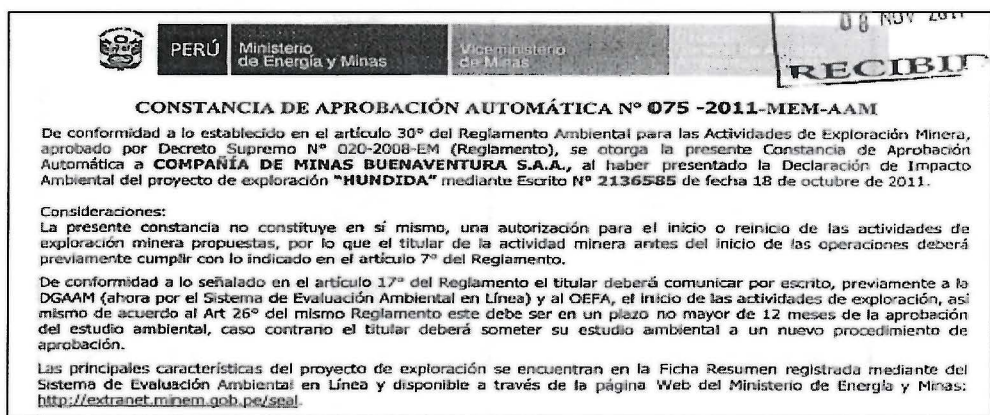 08 NOV 2011
PERÚ
Ministerio
de Energía y Minas
Viceministerio
de Minas
RECIBI
CONSTANCIA DE APROBACIÓN AUTOMÁTICA Nº 075 -2011-MEM-AAM
De conformidad a lo establecido en el artículo 30º del Reglamento Ambiental para las Actividades de Exploración Minera,
aprobado por Decreto Supremo Nº 020-2008-EM (Reglamento), se otorga la presente Constancia de Aprobación
Automática a COMPAÑÍA DE MINAS BUENAVENTURA S.A.A., al haber presentado la Declaración de Impacto
Ambiental del proyecto de exploración "HUNDIDA" mediante Escrito Nº 2136585 de fecha 18 de octubre de 2011.
Consideraciones:
La presente constancia no constituye en sí mismo, una autorización para el inicio o reinicio de las actividades de
exploración minera propuestas, por lo que el titular de la actividad minera antes del inicio de las operaciones deberá
previamente cumplir con lo indicado en el artículo 7º del Reglamento.
De conformidad a lo señalado en el artículo 17º del Reglamento el titular deberá comunicar por escrito, previamente a la
DGAAM (ahora por el Sistema de Evaluación Ambiental en Línea) y al OEFA, el inicio de las actividades de exploración, asi
mismo de acuerdo al Art 26º del mismo Reglamento este debe ser en un plazo no mayor de 12 meses de la aprobación
del estudio ambiental, caso contrario el titular deberá someter su estudio ambiental a un nuevo procedimiento de
aprobación.
Las principales características del proyecto de exploración se encuentran en la Ficha Resumen registrada mediante del
Sistema de Evaluación Ambiental en Línea y disponible a través de la página Web del Ministerio de Energía y Minas:
http://extranet.minem.gob.pe/seal.